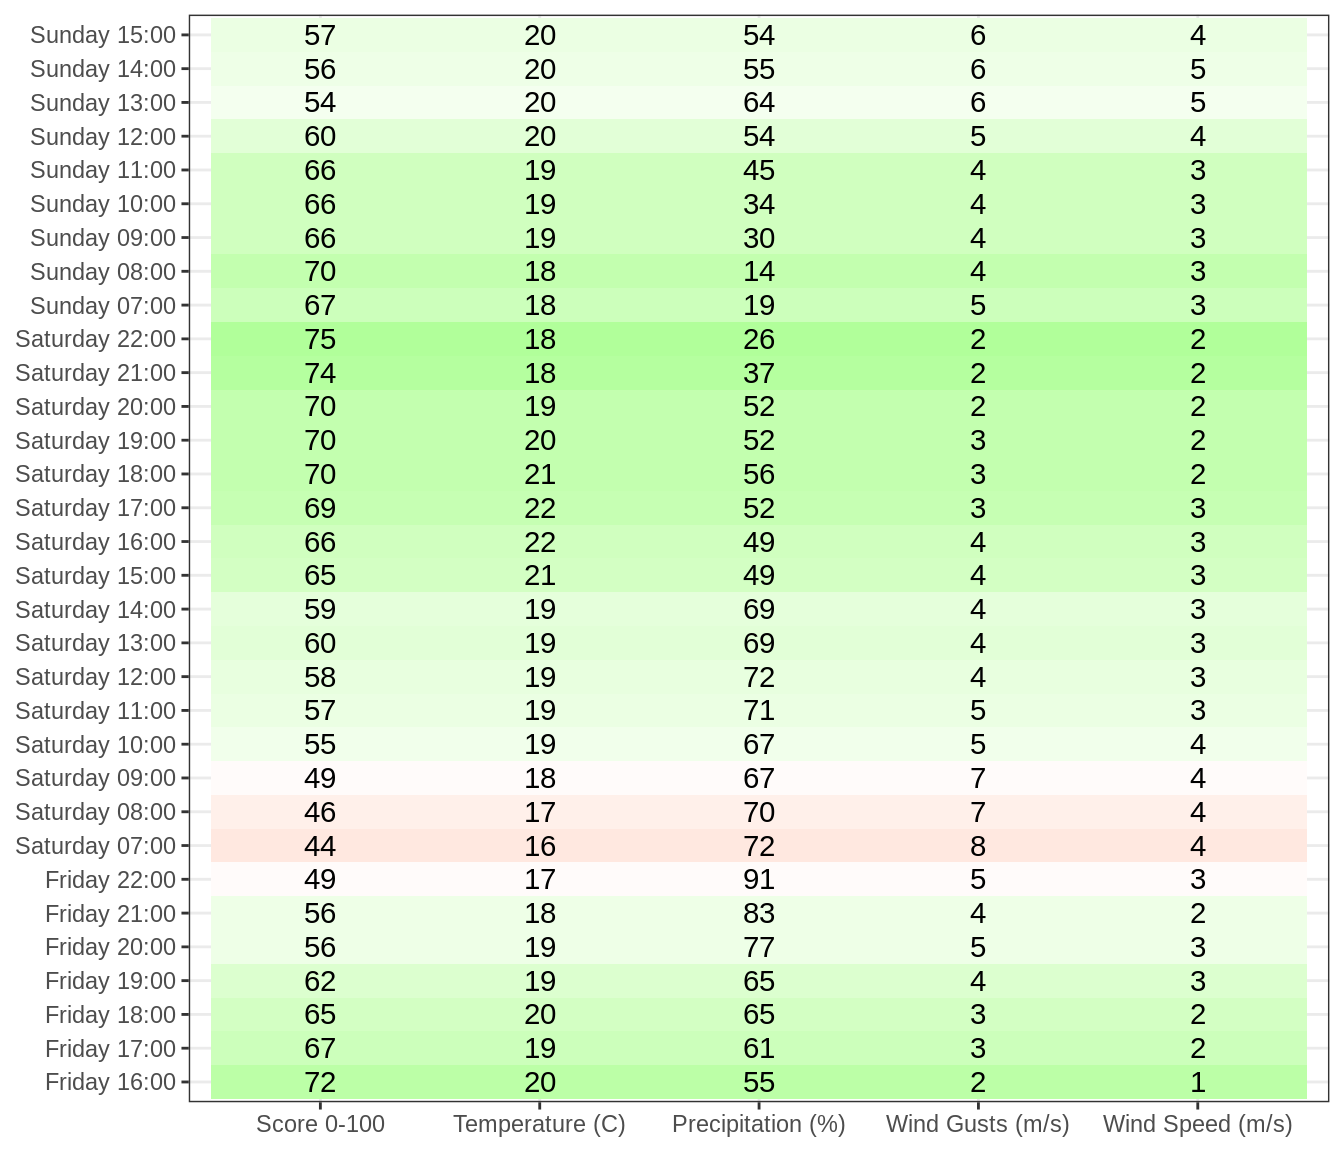 Sunday 15:00 57 20 54 6 4
Sunday 14:00 56 20 55 6 5
Sunday 13:00 54 20 64 6 5
Sunday 12:00 60 20 54 5 4
Sunday 11:00 66 19 45 4 3
Sunday 10:00 66 19 34 4 3
Sunday 09:00 66 19 30 4 3
Sunday 08:00 70 18 14 4 3
Sunday 07:00 67 18 19 5 3
Saturday 22:00 75 18 26 2 2
Saturday 21:00 74 18 37 2 2
Saturday 20:00 70 19 52 2 2
Saturday 19:00 70 20 52 3 2
Saturday 18:00 70 21 56 3 2
Saturday 17:00 69 22 52 3 3
Saturday 16:00 66 22 49 4 3
Saturday 15:00 65 21 49 4 3
Saturday 14:00 59 19 69 4 3
Saturday 13:00 60 19 69 4 3
Saturday 12:00 58 19 72 4 3
Saturday 11:00 57 19 71 5 3
Saturday 10:00 55 19 67 5 4
Saturday 09:00 49 18 67 7 4
Saturday 08:00 46 17 70 7 4
Saturday 07:00 44 16 72 8 4
Friday 22:00 49 17 91 5 3
Friday 21:00 56 18 83 4 2
Friday 20:00 56 19 77 5 3
Friday 19:00 62 19 65 4 3
Friday 18:00 65 20 65 3 2
Friday 17:00 67 19 61 3 2
Friday 16:00 72 20 55 2 1
Score 0-100 Temperature (C) Precipitation (%) Wind Gusts (m/s) Wind Speed (m/s)